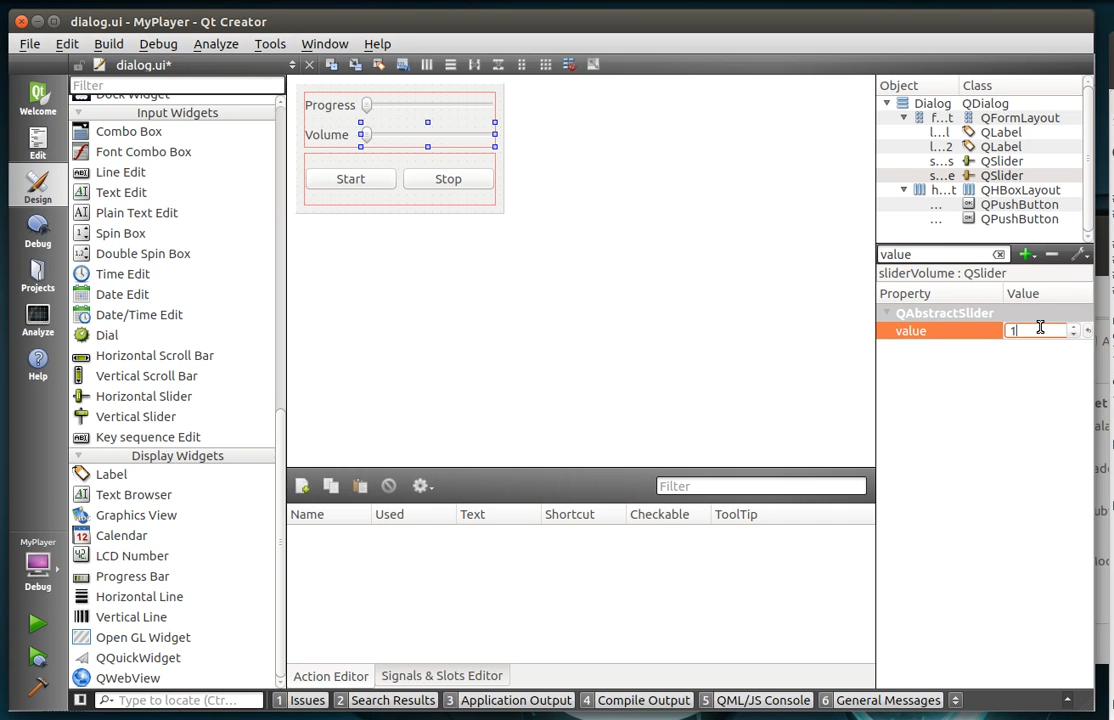 dialog.ui - MyPlayer - Qt Creator
File Edit Build Debug Analyze Tools Window Help
dialog.ui*
Filter
Welcome
Edit
Design
Debug
Projects
Analyze
Help
MyPlayer
Debug
Input Widgets
Combo Box
Font Combo Box
Line Edit
Text Edit
Plain Text Edit
Spin Box
Double Spin Box
Time Edit
Date Edit
Date/Time Edit
Dial
Horizontal Scroll Bar
Vertical Scroll Bar
Horizontal Slider
Vertical Slider
Key sequence Edit
Display Widgets
Label
Text Browser
Graphics View
Calendar
LCD Number
Progress Bar
Horizontal Line
Vertical Line
Open GL Widget
QQuickWidget
QWebView
Progress
Volume
Start Stop
Filter
Name Used Text Shortcut Checkable ToolTip
Action Editor Signals & Slots Editor
Object Class
Dialog QDialog
f...t QFormLayout
l...l QLabel
l...2 QLabel
s...s QSlider
s...e QSlider
h...t QHBoxLayout
... QPushButton
... QPushButton
value
sliderVolume : QSlider
Property Value
QAbstractSlider
value 1
Type to locate (Ctr...
1 Issues 2 Search Results 3 Application Output 4 Compile Output 5 QML/JS Console 6 General Messages